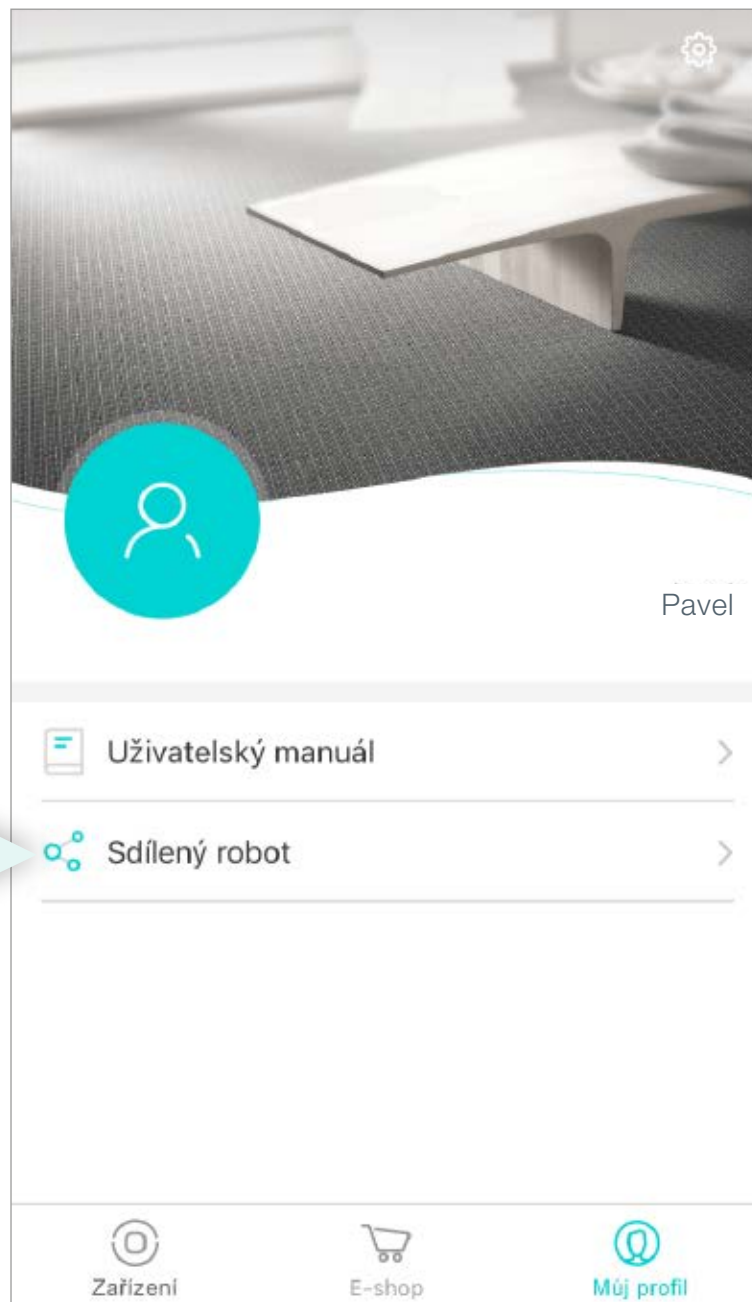 Pavel
Uživatelský manuál
Sdílený robot
Zařízení
E-shop
Můj profil